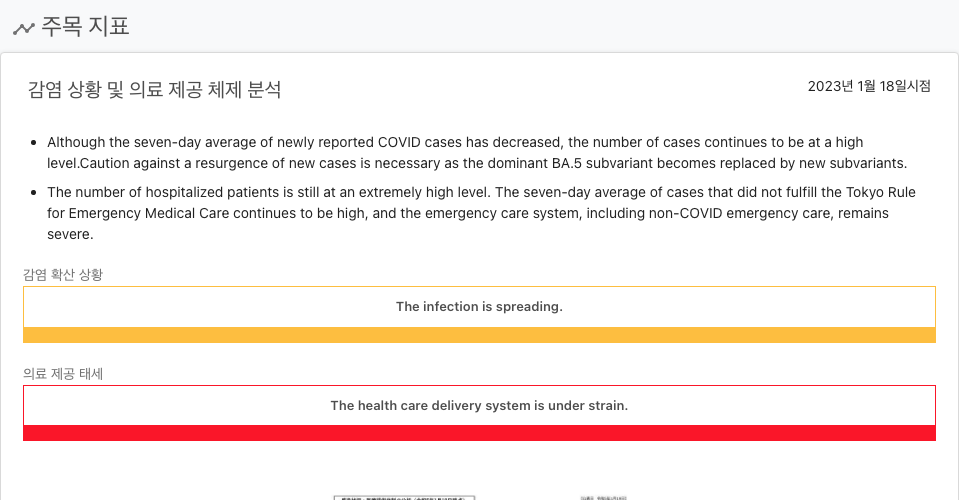 주목 지표
감염 상황 및 의료 제공 체제 분석
2023년 1월 18일시점
Although the seven-day average of newly reported COVID cases has decreased, the number of cases continues to be at a high
level.Caution against a resurgence of new cases is necessary as the dominant BA.5 subvariant becomes replaced by new subvariants.
The number of hospitalized patients is still at an extremely high level. The seven-day average of cases that did not fulfill the Tokyo Rule
for Emergency Medical Care continues to be high, and the emergency care system, including non-COVID emergency care, remains
severe.
감염 확산 상황
The infection is spreading.
의료 제공 태세
The health care delivery system is under strain.